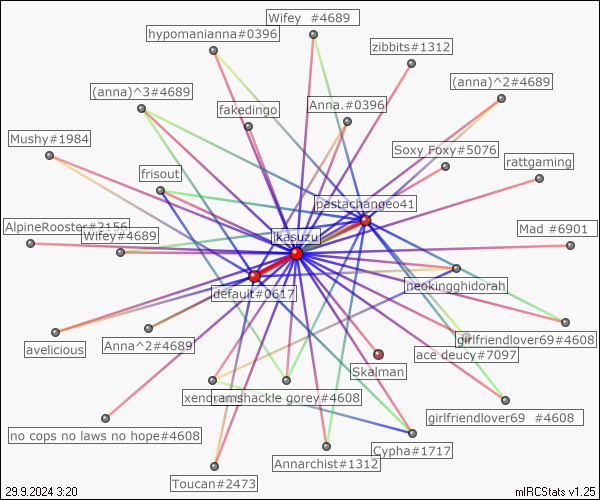 Wifey  #4689
hypomanianna#0396
zibbits#1312
(anna)^3#4689
(anna)^2#4689
fakedingo
Anna.#0396
Mushy#1984
Soxy Foxy#5076
frisout
rattgaming
pastachangeo41
AlpineRooster#2156
Wifey#4689
ikasuzu
Mad #6901
default#0617
neokingghidorah
avelicious
Anna^2#4689
girlfriendlover69#4608
ace deucy#7097
Skalman
ramshackle gorey#4608
no cops no laws no hope#4608
girlfriendlover69  #4608
Cypha#1717
Annarchist#1312
Toucan#2473
29.9.2024 3:20
mIRCStats v1.25